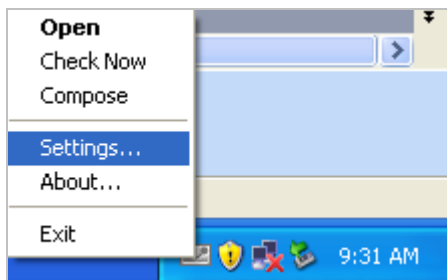 Open
Check Now
Compose
Settings...
About...
Exit
9:31 AM